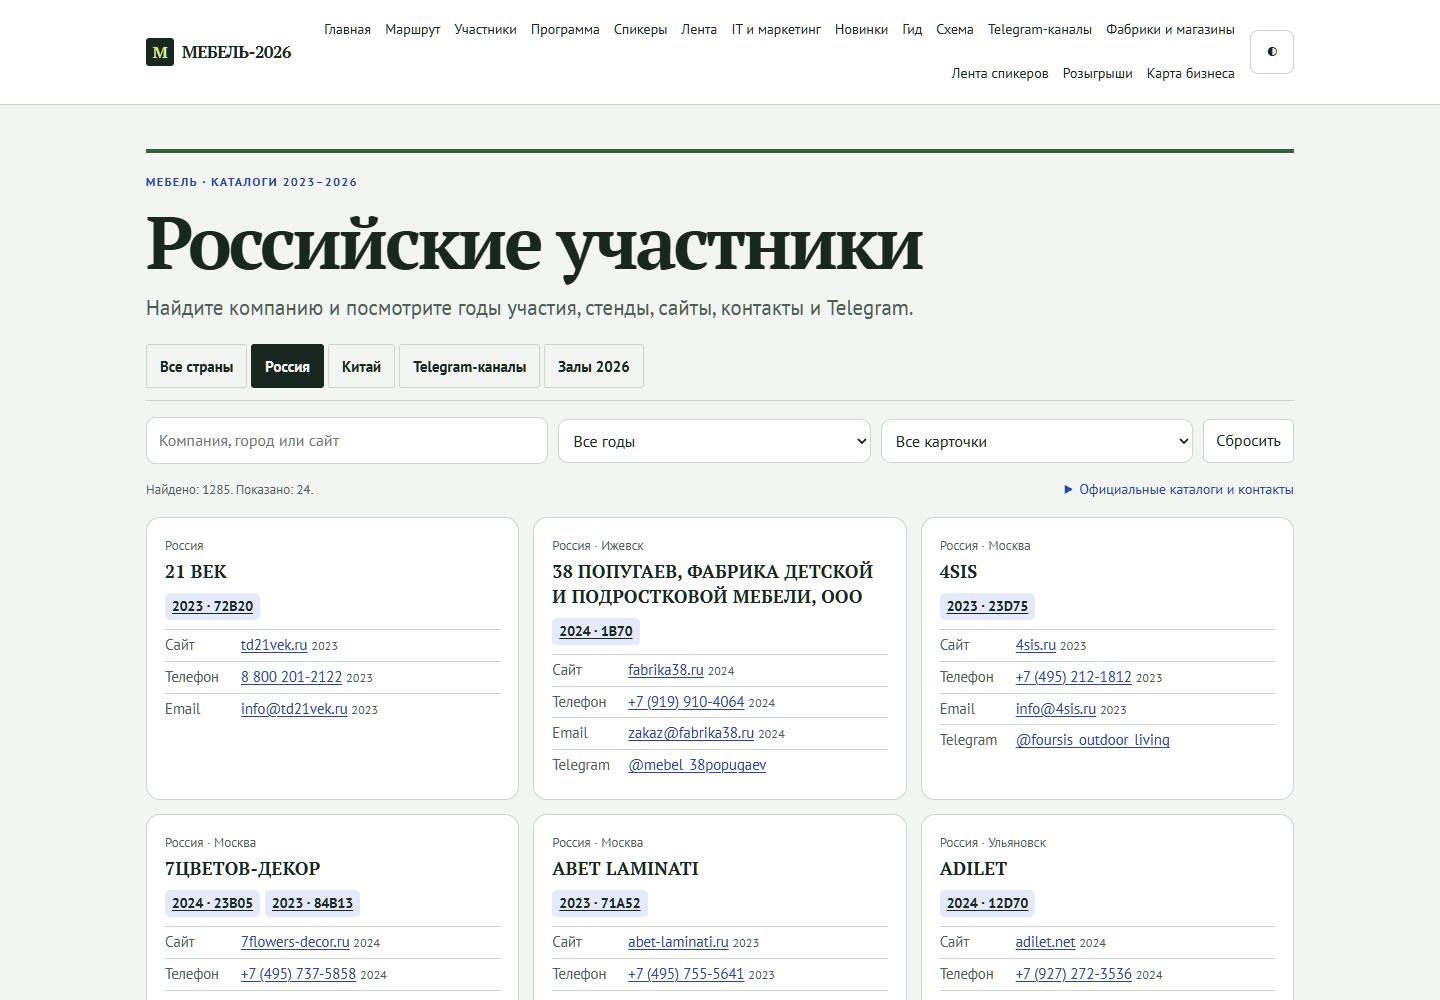 M МЕБЕЛЬ-2026
Главная Маршрут Участники Программа Спикеры Лента IT и маркетинг Новинки Гид Схема Telegram-каналы Фабрики и магазины
Лента спикеров Розыгрыши Карта бизнеса
МЕБЕЛЬ · КАТАЛОГИ 2023–2026
Российские участники
Найдите компанию и посмотрите годы участия, стенды, сайты, контакты и Telegram.
Все страны Россия Китай Telegram-каналы Залы 2026
Компания, город или сайт Все годы Все карточки Сбросить
Найдено: 1285. Показано: 24. ▶ Официальные каталоги и контакты
Россия
21 ВЕК
2023 · 72B20
Сайт td21vek.ru 2023
Телефон 8 800 201-2122 2023
Email info@td21vek.ru 2023
Россия · Ижевск
38 ПОПУГАЕВ, ФАБРИКА ДЕТСКОЙ
И ПОДРОСТКОВОЙ МЕБЕЛИ, ООО
2024 · 1B70
Сайт fabrika38.ru 2024
Телефон +7 (919) 910-4064 2024
Email zakaz@fabrika38.ru 2024
Telegram @mebel_38popugaev
Россия · Москва
4SIS
2023 · 23D75
Сайт 4sis.ru 2023
Телефон +7 (495) 212-1812 2023
Email info@4sis.ru 2023
Telegram @foursis_outdoor_living
Россия · Москва
7ЦВЕТОВ-ДЕКОР
2024 · 23B05 2023 · 84B13
Сайт 7flowers-decor.ru 2024
Телефон +7 (495) 737-5858 2024
Россия · Москва
ABET LAMINATI
2023 · 71A52
Сайт abet-laminati.ru 2023
Телефон +7 (495) 755-5641 2023
Россия · Ульяновск
ADILET
2024 · 12D70
Сайт adilet.net 2024
Телефон +7 (927) 272-3536 2024